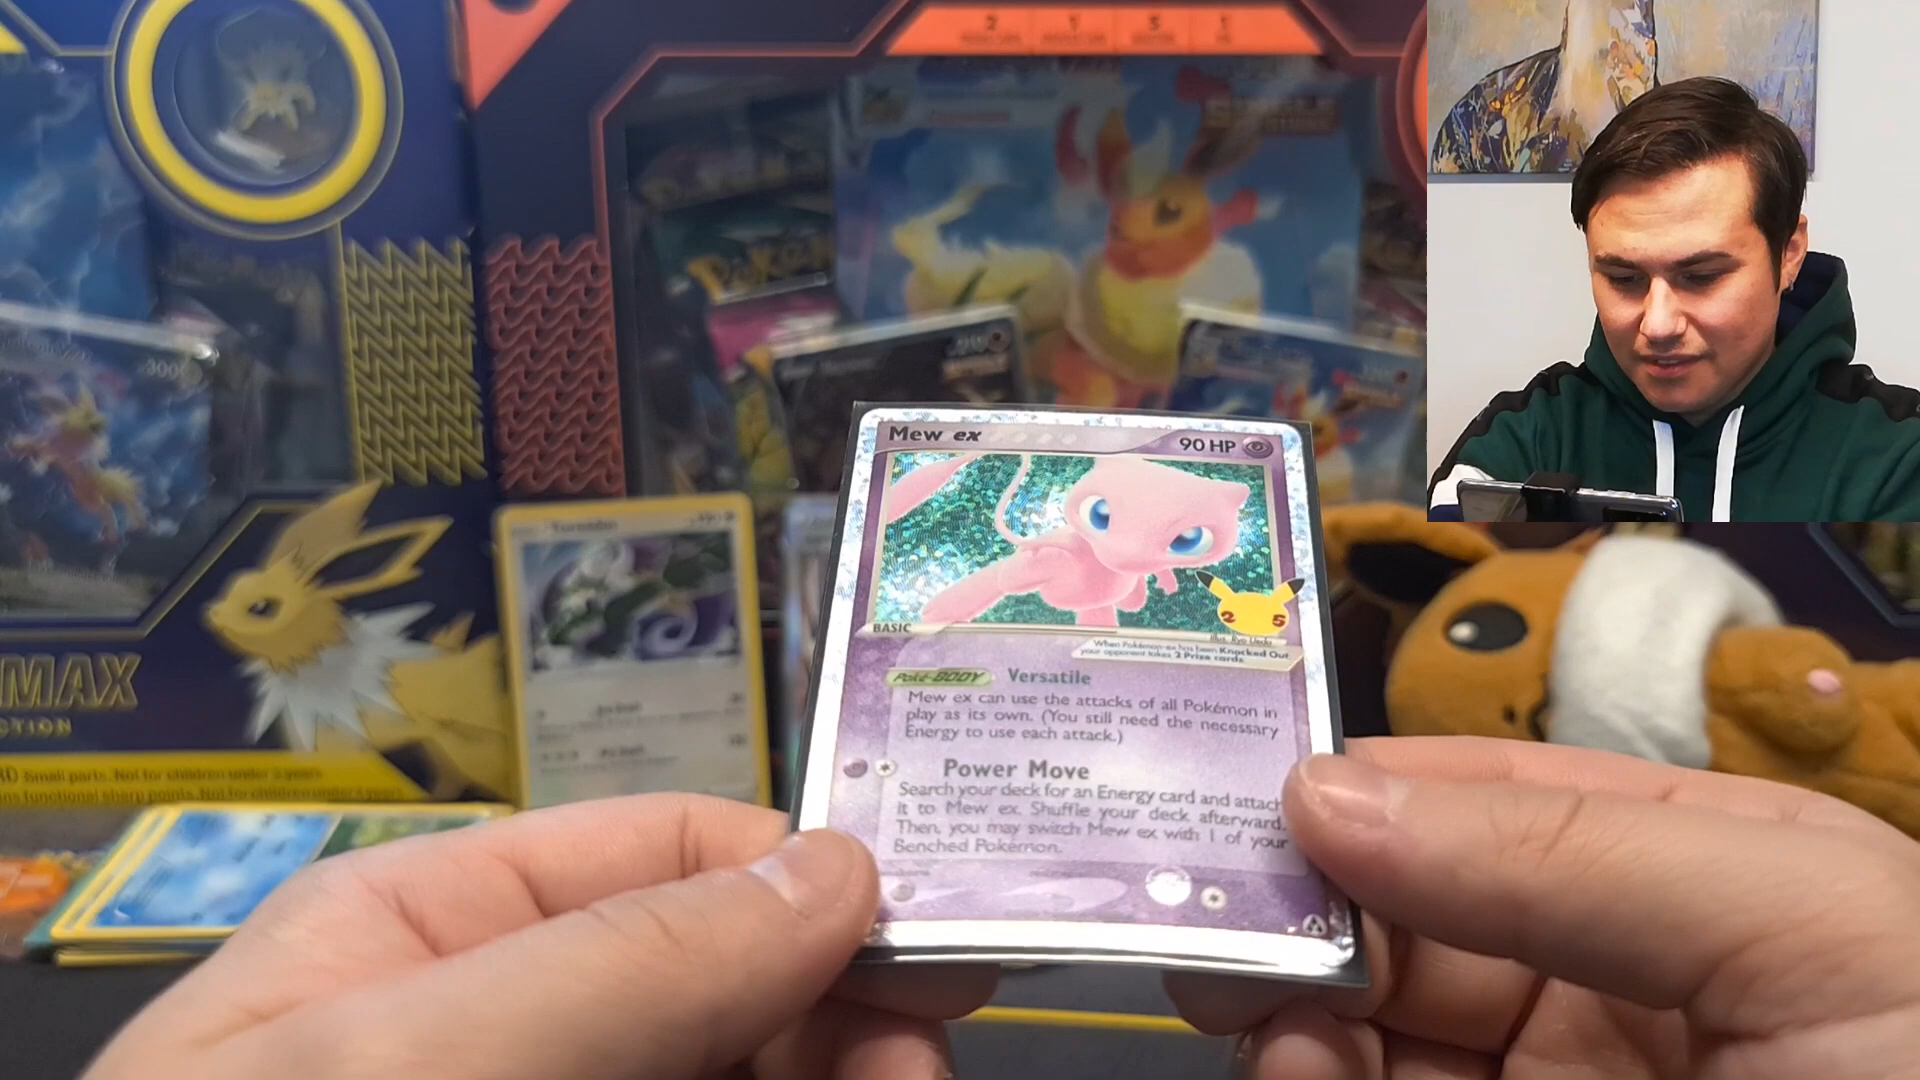 2 1 5 1
POKéMON
300
MAX
CTION
Small parts. Not for children under 3 years.
functional sharp points. Not for children under
Mew ex
90 HP
25
BASIC
Illus. Ryo Ueda
When Pokémon-ex has been Knocked Out,
your opponent takes 2 Prize cards.
Poké-BODY Versatile
Mew ex can use the attacks of all Pokémon in
play as its own. (You still need the necessary
Energy to use each attack.)
Power Move
Search your deck for an Energy card and attach
it to Mew ex. Shuffle your deck afterward.
Then, you may switch Mew ex with 1 of your
Benched Pokémon.